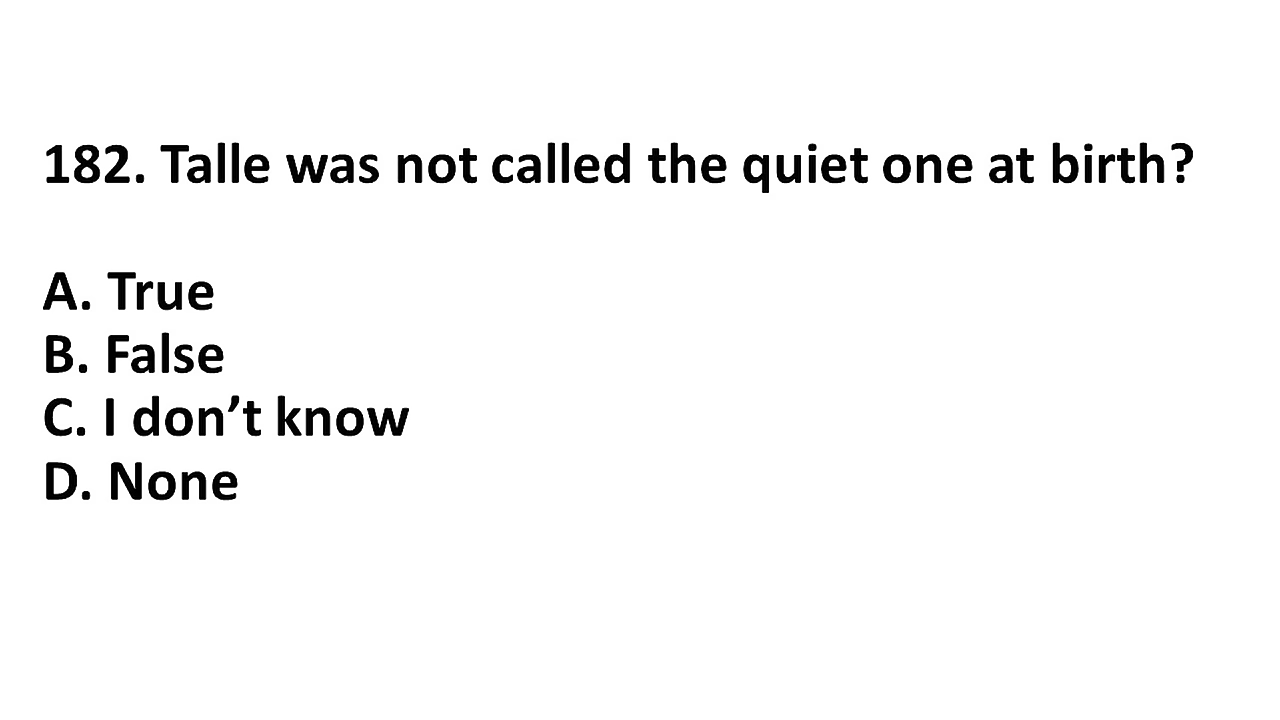 182. Talle was not called the quiet one at birth?
A. True
B. False
C. I don’t know
D. None